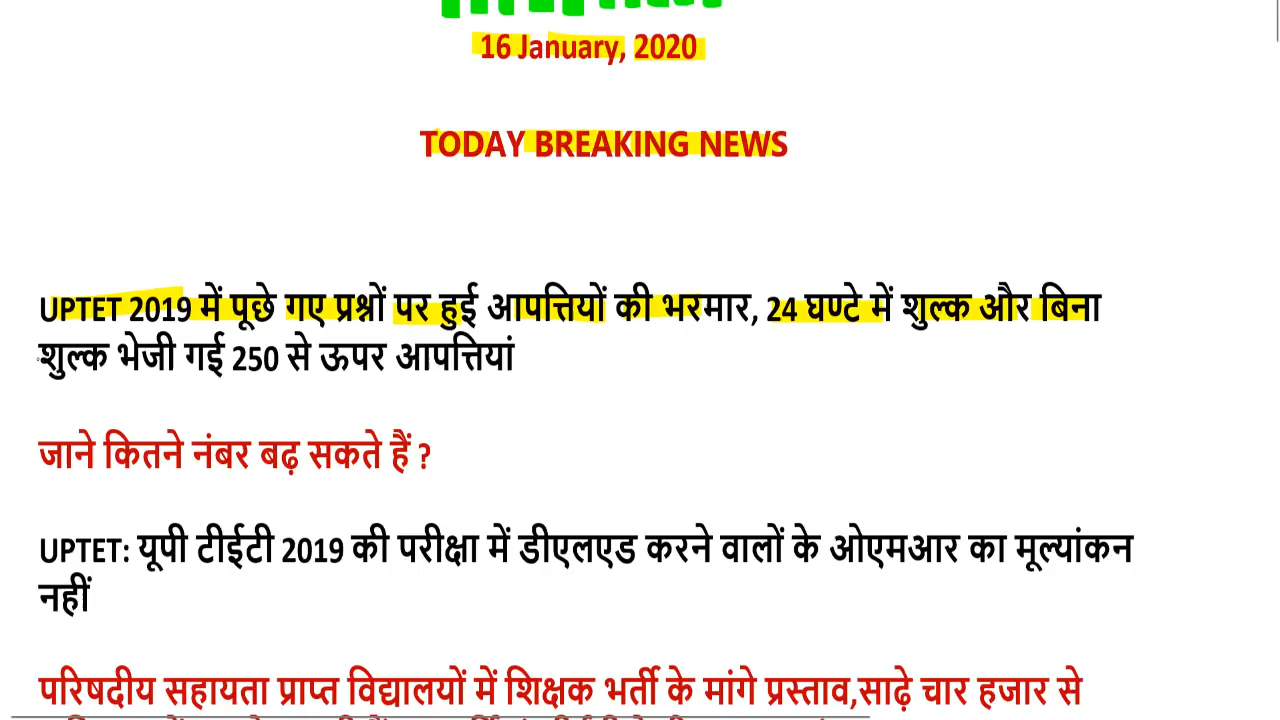 16 January, 2020
TODAY BREAKING NEWS
UPTET 2019 में पूछे गए प्रश्नों पर हुई आपत्तियों की भरमार, 24 घण्टे में शुल्क और बिना
शुल्क भेजी गई 250 से ऊपर आपत्तियां
जाने कितने नंबर बढ़ सकते हैं ?
UPTET: यूपी टीईटी 2019 की परीक्षा में डीएलएड करने वालों के ओएमआर का मूल्यांकन
नहीं
परिषदीय सहायता प्राप्त विद्यालयों में शिक्षक भर्ती के मांगे प्रस्ताव,साढ़े चार हजार से